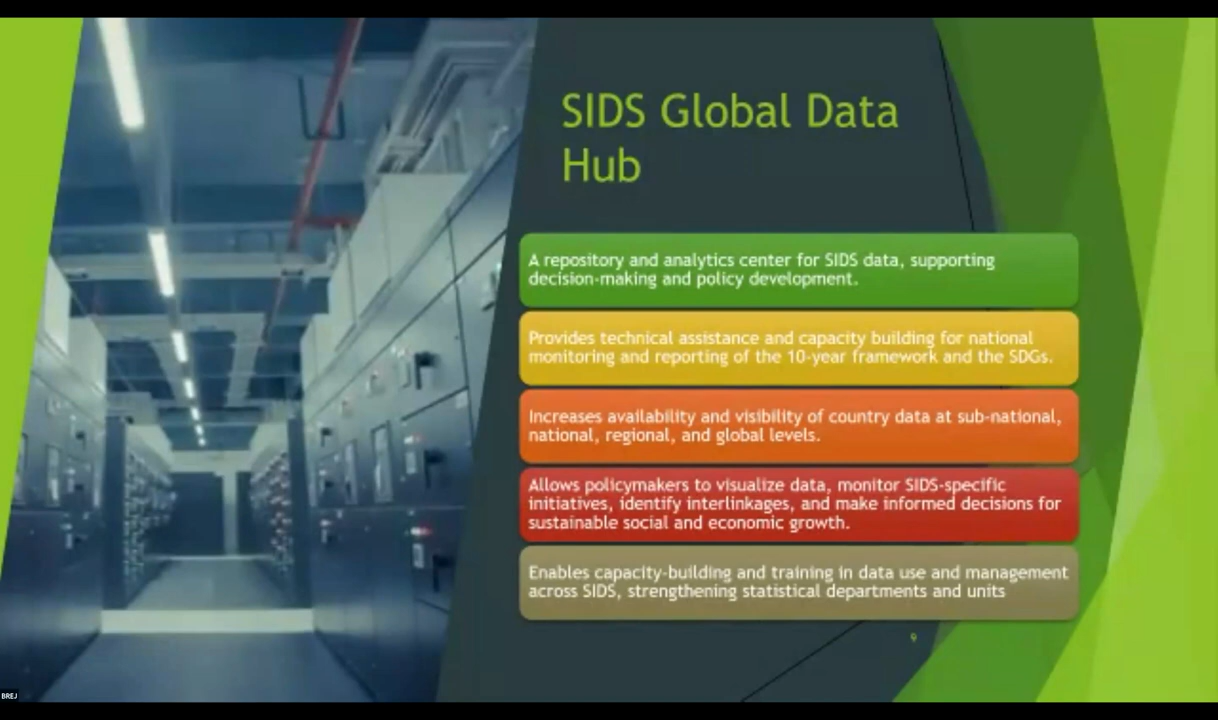 SIDS Global Data
Hub
A repository and analytics center for SIDS data, supporting
decision-making and policy development.
Provides technical assistance and capacity building for national
monitoring and reporting of the 10-year framework and the SDGs.
Increases availability and visibility of country data at sub-national,
national, regional, and global levels.
Allows policymakers to visualize data, monitor SIDS-specific
initiatives, identify interlinkages, and make informed decisions for
sustainable social and economic growth.
Enables capacity-building and training in data use and management
across SIDS, strengthening statistical departments and units
9
BREJ